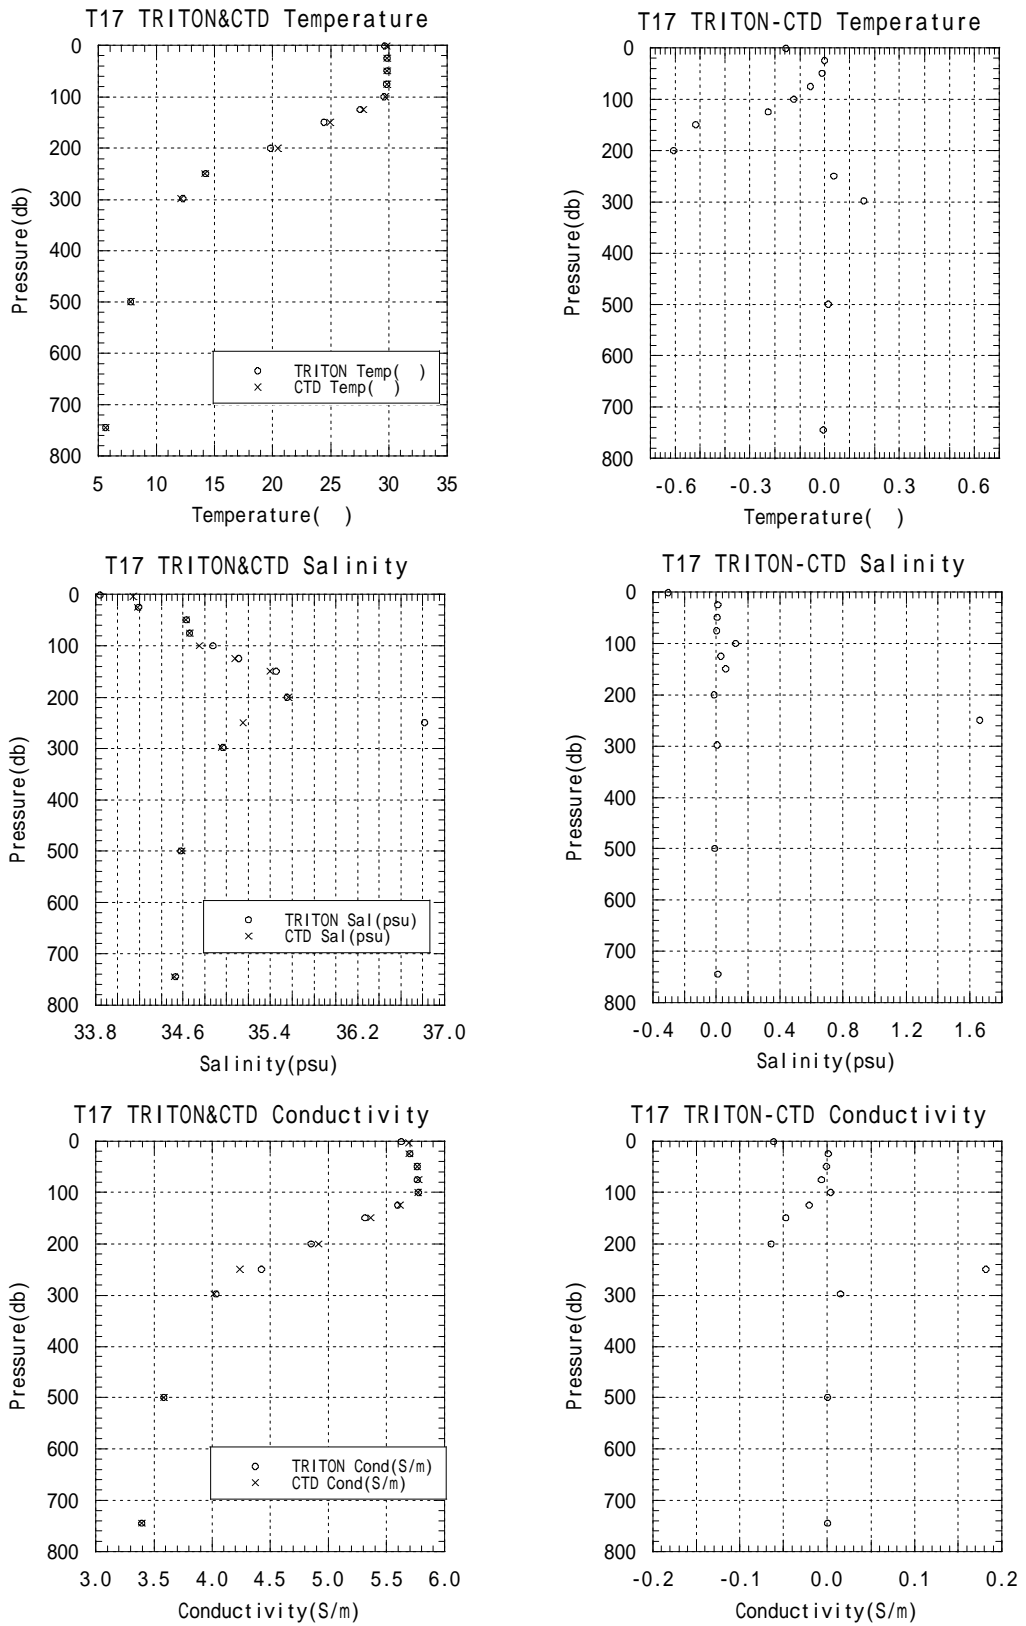 T17 TRITON&CTD Temperature
0
100
200
300
400
500
600
700
800
Pressure(db)
TRITON Temp( )
CTD Temp( )
5 10 15 20 25 30 35
Temperature( )
T17 TRITON-CTD Temperature
0
100
200
300
400
500
600
700
800
Pressure(db)
-0.6 -0.3 0.0 0.3 0.6
Temperature( )
T17 TRITON&CTD Salinity
0
100
200
300
400
500
600
700
800
Pressure(db)
TRITON Sal(psu)
CTD Sal(psu)
33.8 34.6 35.4 36.2 37.0
Salinity(psu)
T17 TRITON-CTD Salinity
0
100
200
300
400
500
600
700
800
Pressure(db)
-0.4 0.0 0.4 0.8 1.2 1.6
Salinity(psu)
T17 TRITON&CTD Conductivity
0
100
200
300
400
500
600
700
800
Pressure(db)
TRITON Cond(S/m)
CTD Cond(S/m)
3.0 3.5 4.0 4.5 5.0 5.5 6.0
Conductivity(S/m)
T17 TRITON-CTD Conductivity
0
100
200
300
400
500
600
700
800
Pressure(db)
-0.2 -0.1 0.0 0.1 0.2
Conductivity(S/m)